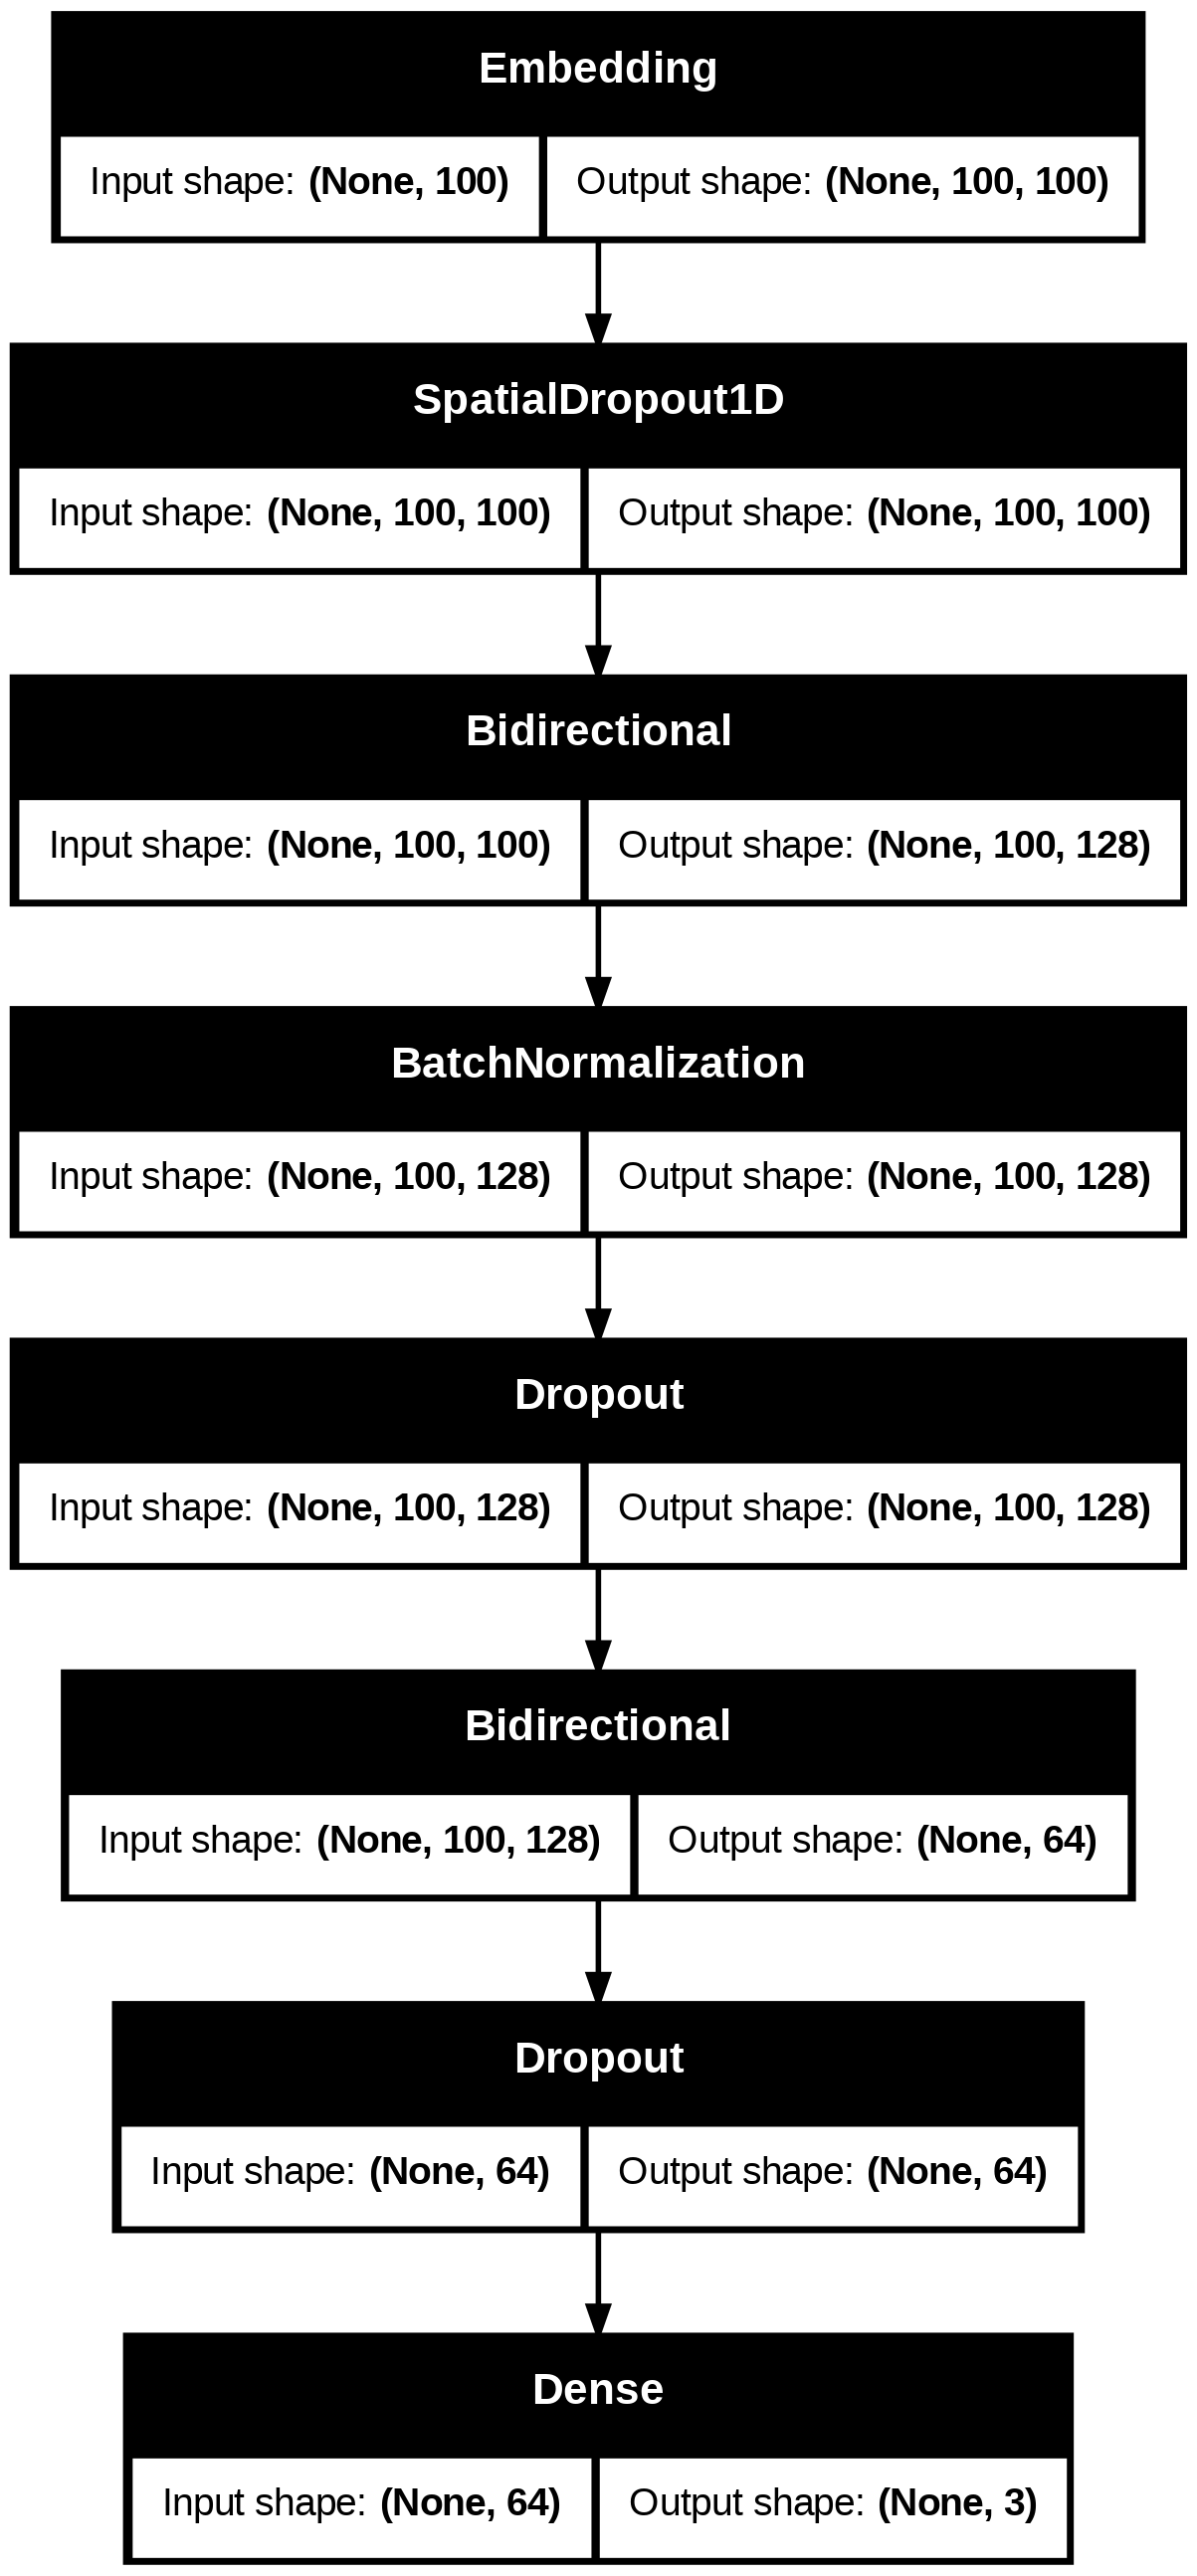 Embedding
Input shape: (None, 100) Output shape: (None, 100, 100)
SpatialDropout1D
Input shape: (None, 100, 100) Output shape: (None, 100, 100)
Bidirectional
Input shape: (None, 100, 100) Output shape: (None, 100, 128)
BatchNormalization
Input shape: (None, 100, 128) Output shape: (None, 100, 128)
Dropout
Input shape: (None, 100, 128) Output shape: (None, 100, 128)
Bidirectional
Input shape: (None, 100, 128) Output shape: (None, 64)
Dropout
Input shape: (None, 64) Output shape: (None, 64)
Dense
Input shape: (None, 64) Output shape: (None, 3)